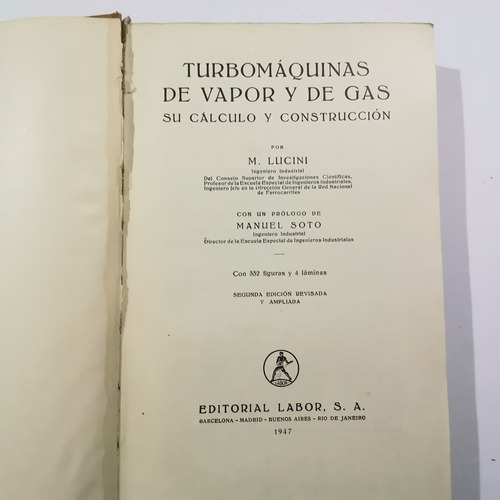 TURBOMÁQUINAS
DE VAPOR Y DE GAS
SU CÁLCULO Y CONSTRUCCIÓN
POR
M. LUCINI
Ingeniero Industrial
Del Consejo Superior de Investigaciones Científicas,
Profesor de la Escuela Especial de Ingenieros Industriales,
Ingeniero Jefe en la Dirección General de la Red Nacional
de Ferrocarriles
CON UN PRÓLOGO DE
MANUEL SOTO
Ingeniero Industrial
Director de la Escuela Especial de Ingenieros Industriales
Con 332 figuras y 4 láminas
SEGUNDA EDICIÓN REVISADA
Y AMPLIADA
LABOR
EDITORIAL LABOR, S. A.
BARCELONA - MADRID - BUENOS AIRES - RIO DE JANEIRO
1947